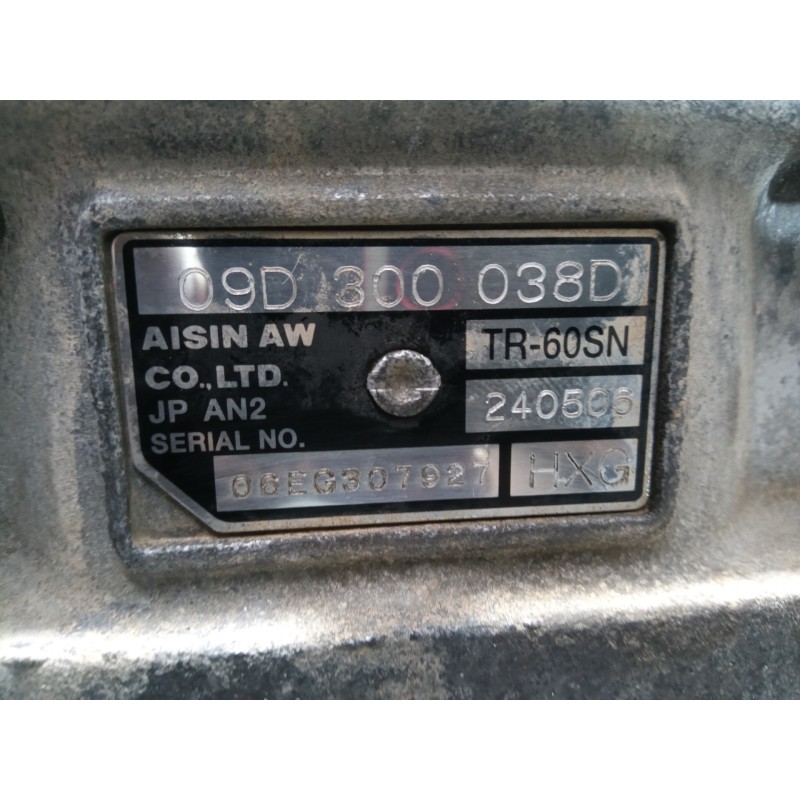 09D 300 038D
AISIN AW
CO.,LTD.
JP AN2
SERIAL NO.
TR-60SN
240506
06EG307927
HXG